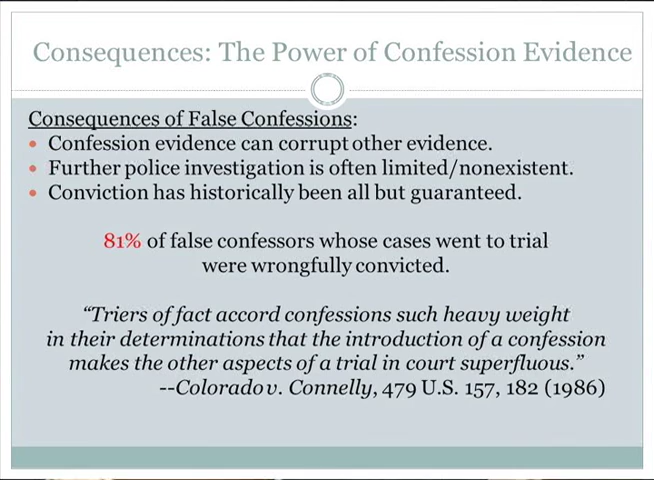 Consequences: The Power of Confession Evidence
Consequences of False Confessions:
• Confession evidence can corrupt other evidence.
• Further police investigation is often limited/nonexistent.
• Conviction has historically been all but guaranteed.
81% of false confessors whose cases went to trial
were wrongfully convicted.
“Triers of fact accord confessions such heavy weight
in their determinations that the introduction of a confession
makes the other aspects of a trial in court superfluous.”
--Colorado v. Connelly, 479 U.S. 157, 182 (1986)